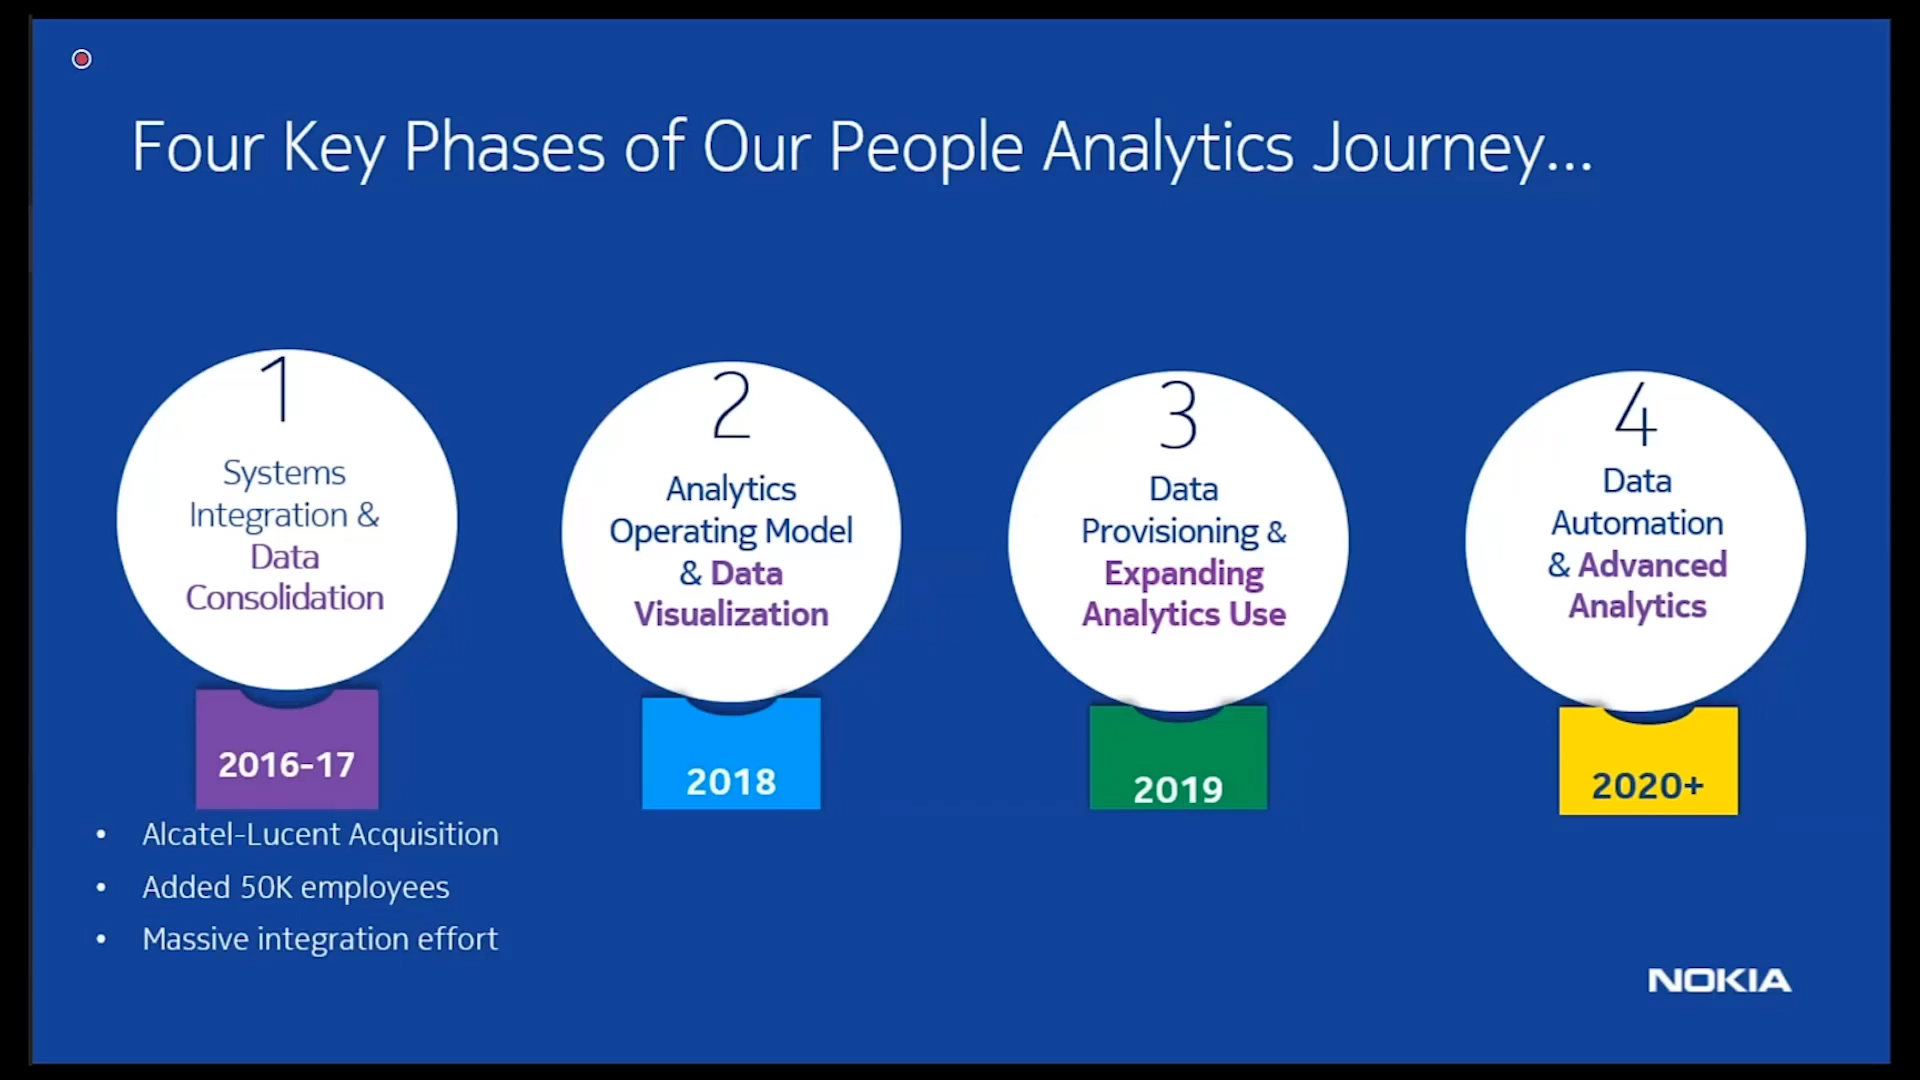 Four Key Phases of Our People Analytics Journey...
1
Systems
Integration &
Data
Consolidation
2016-17
• Alcatel-Lucent Acquisition
• Added 50K employees
• Massive integration effort
2
Analytics
Operating Model
& Data
Visualization
2018
3
Data
Provisioning &
Expanding
Analytics Use
2019
4
Data
Automation
& Advanced
Analytics
2020+
NOKIA